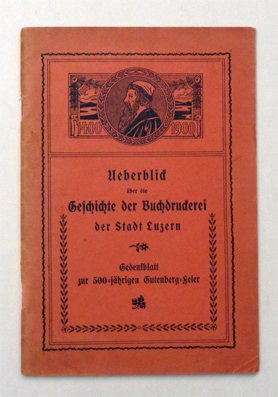 1400 1900
Ueberblick
über die
Geschichte der Buchdruckerei
der Stadt Luzern
Gedenkblatt
zur 500=jährigen Gutenberg=Feier